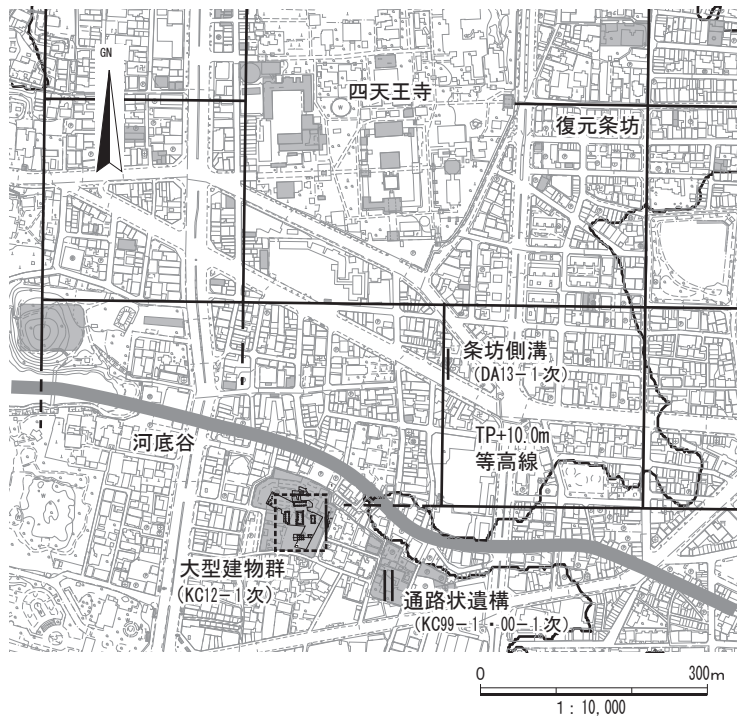 GN
四天王寺
復元条坊
条坊側溝
(DA13-1次)
TP+10.0m
等高線
河底谷
大型建物群
(KC12-1次)
通路状遺構
(KC99-1・00-1次)
0 300m
1:10,000